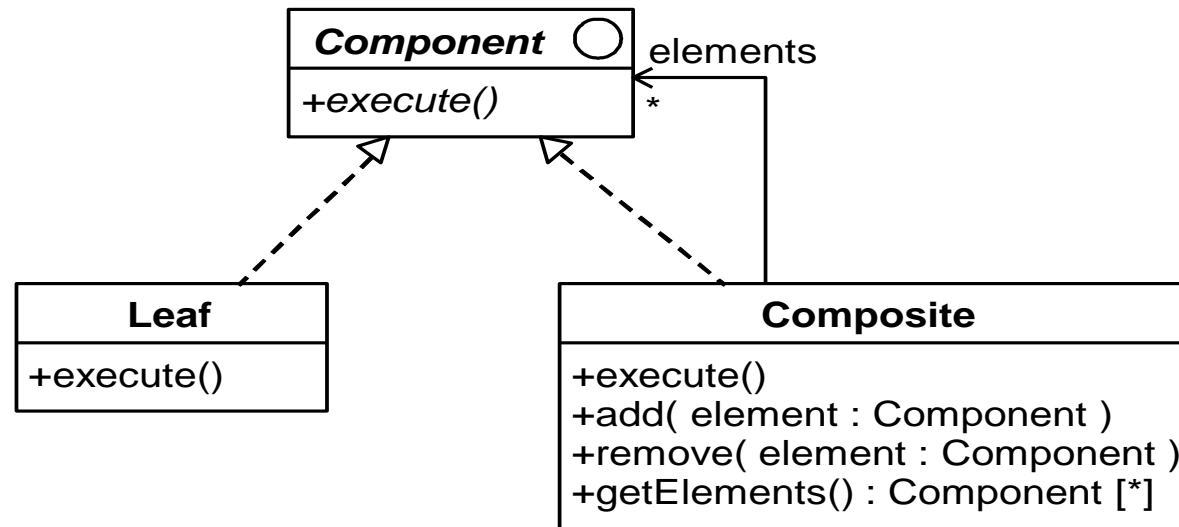 Component
+execute()
elements
*
Leaf
+execute()
Composite
+execute()
+add( element : Component )
+remove( element : Component )
+getElements() : Component [*]